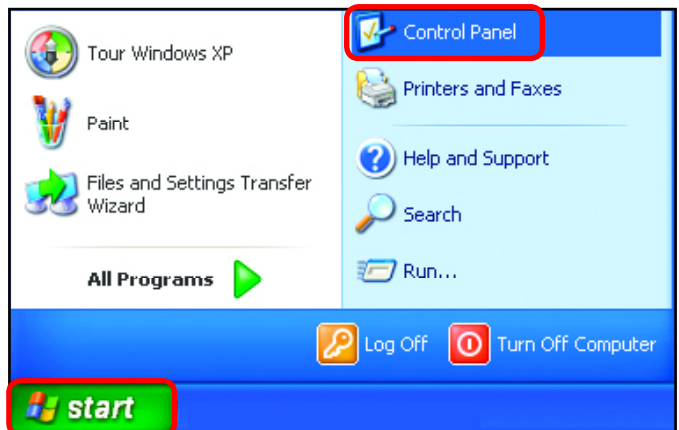 Tour Windows XP
Paint
Files and Settings Transfer
Wizard
All Programs
Control Panel
Printers and Faxes
Help and Support
Search
Run...
Log Off
Turn Off Computer
start